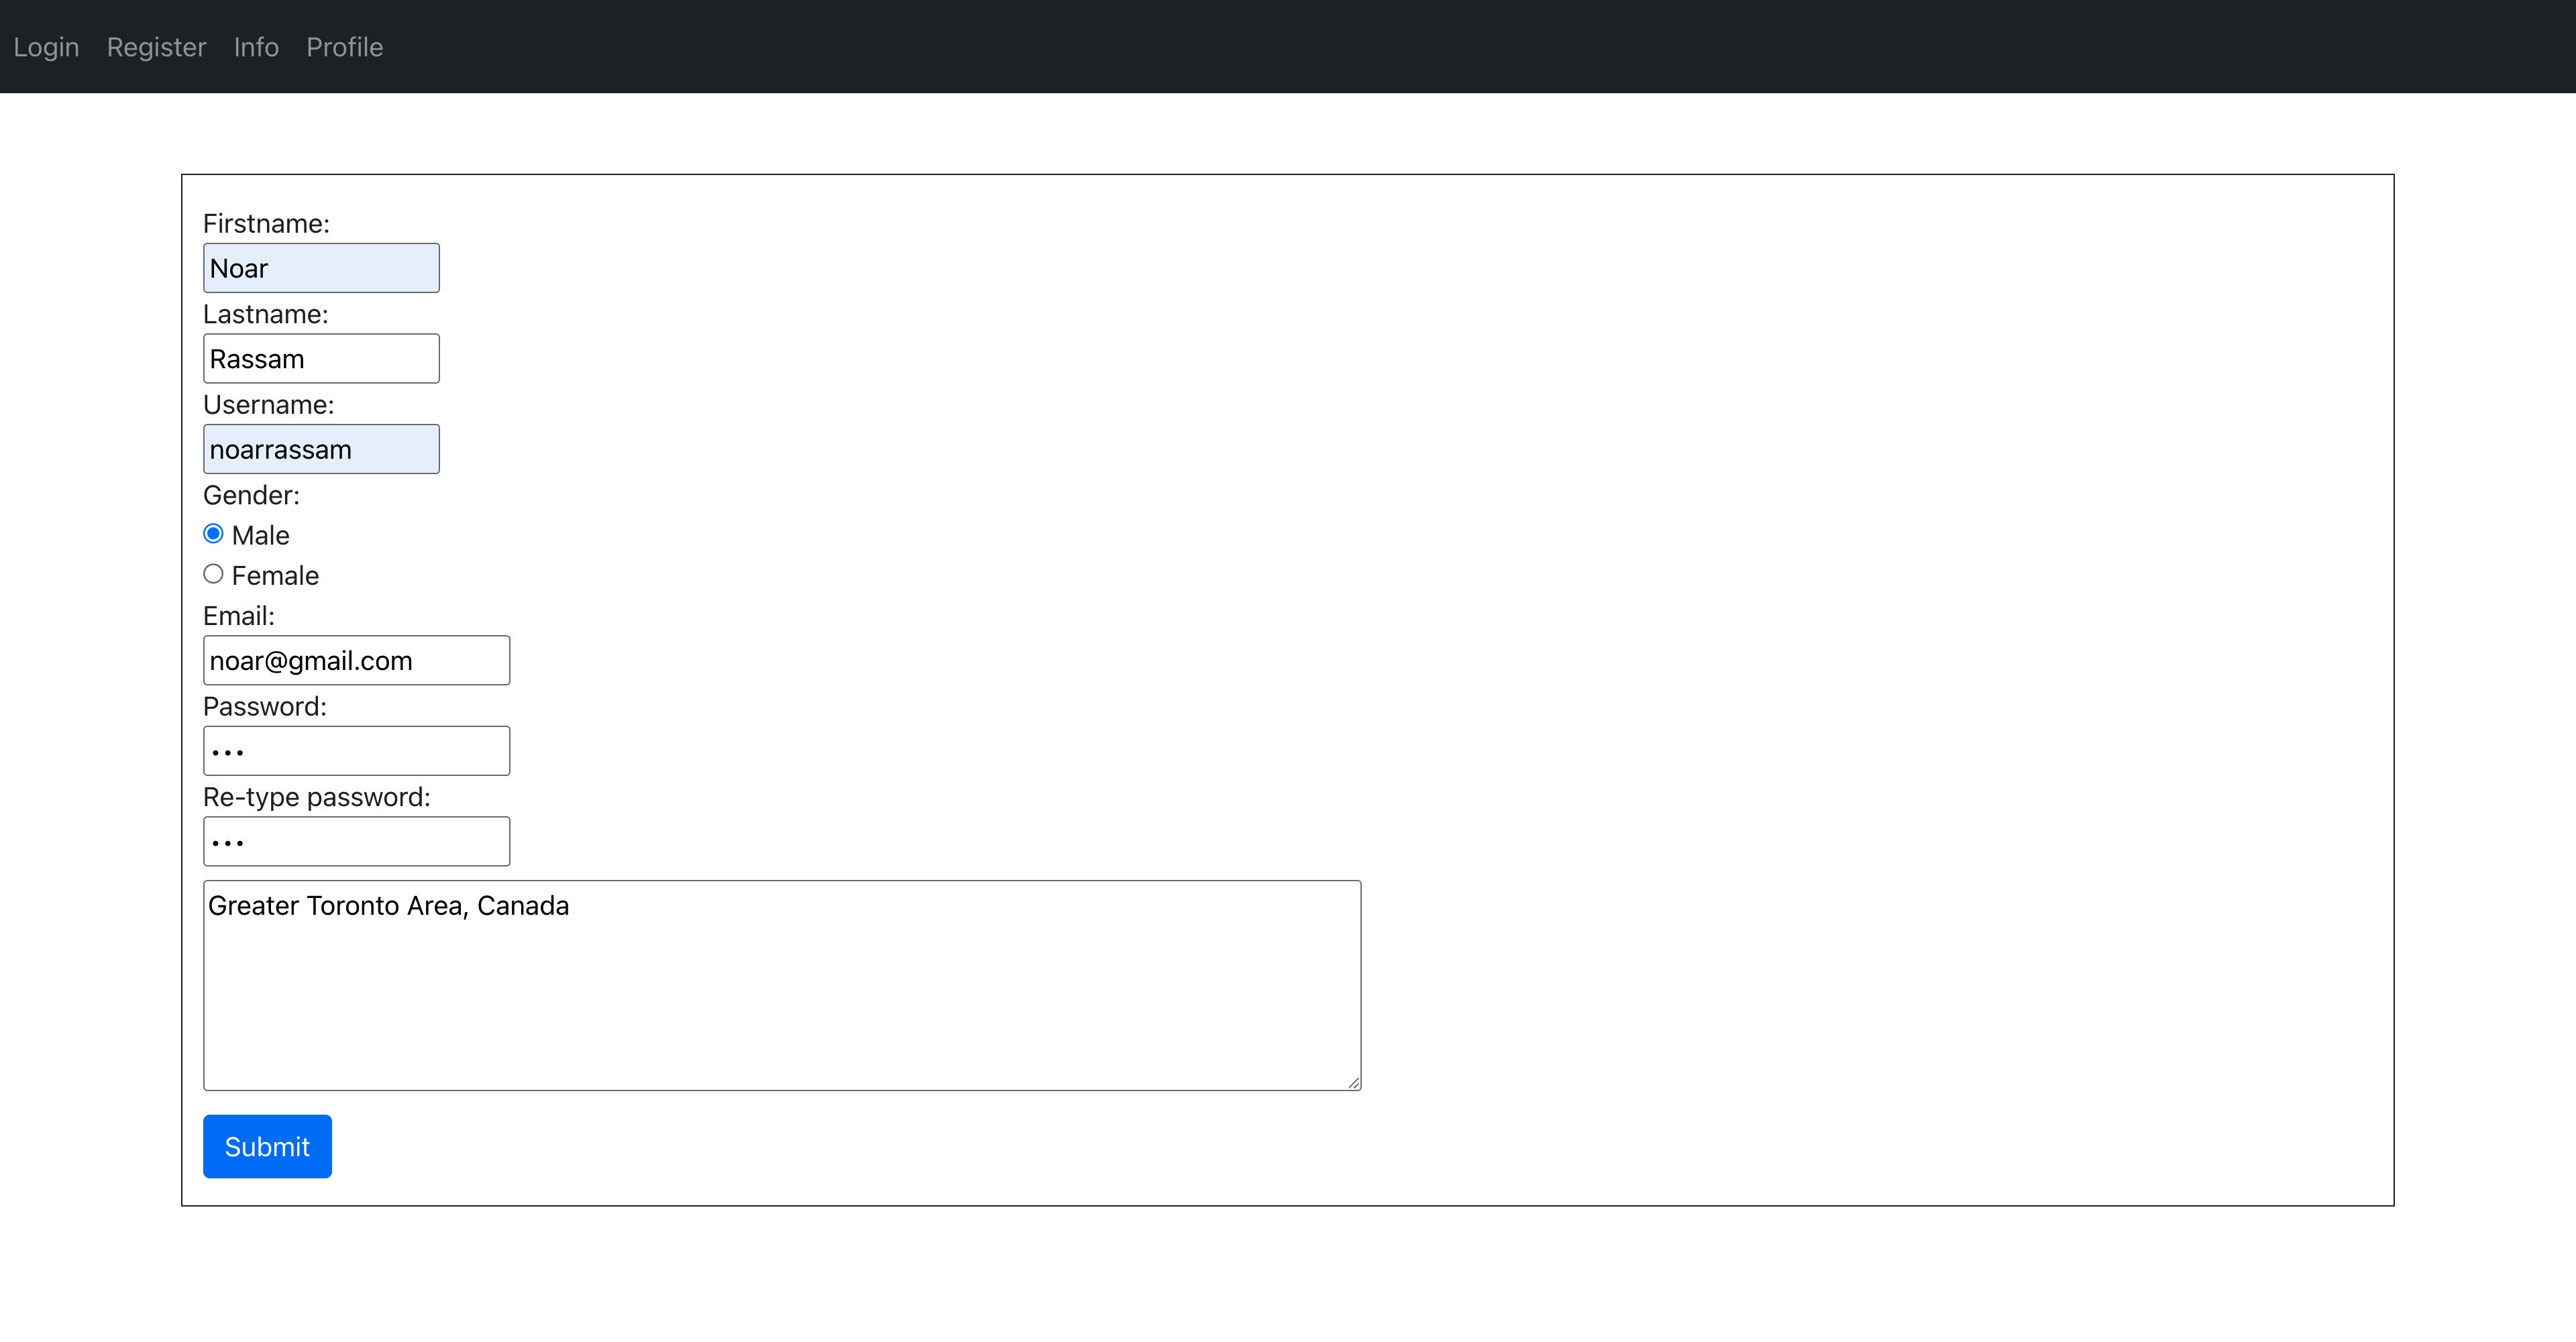 Login Register Info Profile
Firstname:
Noar
Lastname:
Rassam
Username:
noarrassam
Gender:
Male
Female
Email:
noar@gmail.com
Password:
•••
Re-type password:
•••
Greater Toronto Area, Canada
Submit